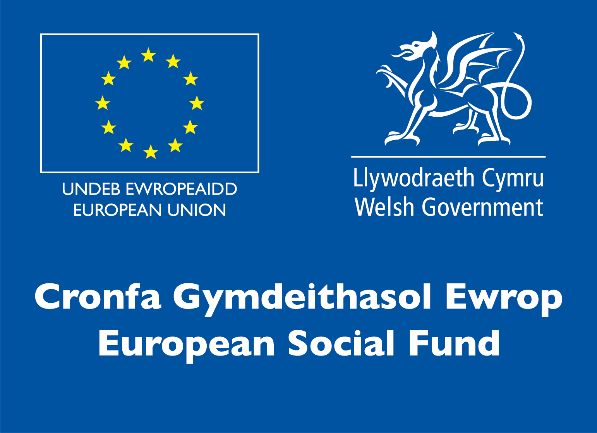 UNDEB EWROPEAIDD
EUROPEAN UNION
Llywodraeth Cymru
Welsh Government
Cronfa Gymdeithasol Ewrop
European Social Fund